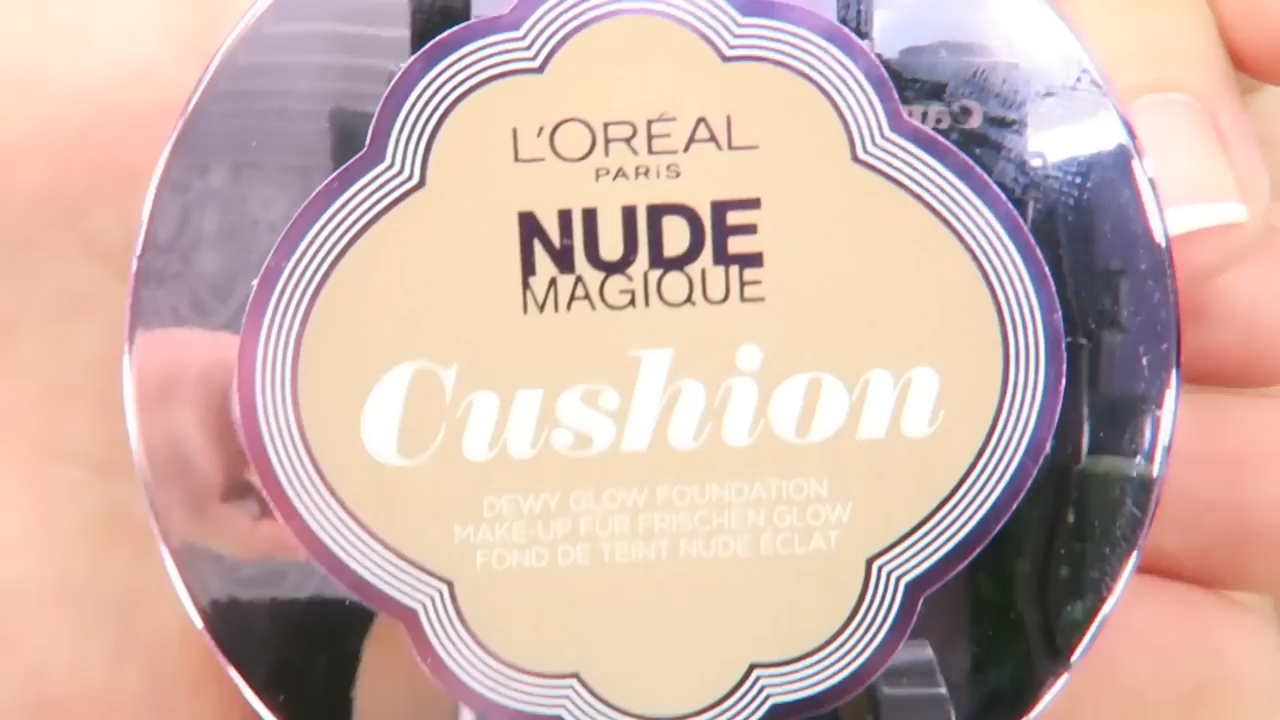 L'ORÉAL
PARIS
NUDE
MAGIQUE
Cushion
DEWY GLOW FOUNDATION
MAKE-UP FÜR FRISCHEN GLOW
FOND DE TEINT NUDE ÉCLAT